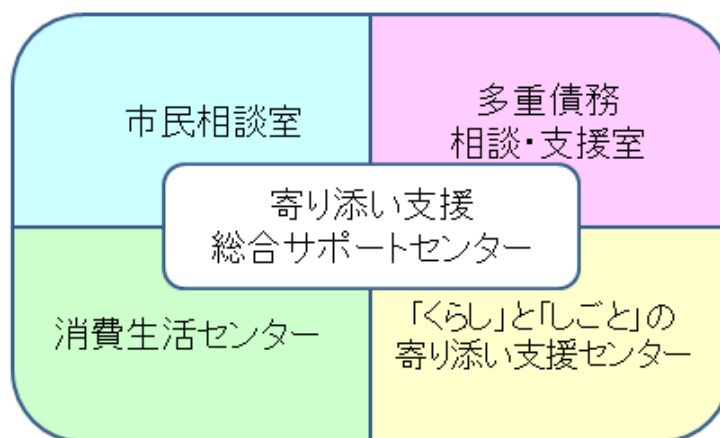 市民相談室
多重債務
相談・支援室
寄り添い支援
総合サポートセンター
消費生活センター
「くらし」と「しごと」の
寄り添い支援センター